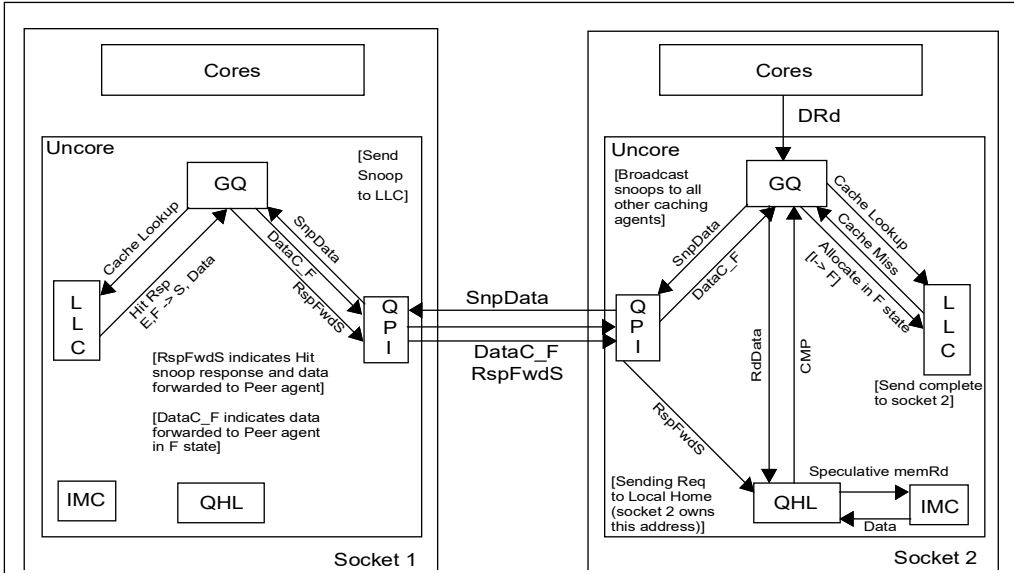 Cores
Uncore
[Send
Snoop
to LLC]
GQ
Cache Lookup
Hit Rsp
E,F -> S, Data
SnpData
DataC_F
RspFwdS
L
L
C
Q
P
I
[RspFwdS indicates Hit
snoop response and data
forwarded to Peer agent]
[DataC_F indicates data
forwarded to Peer agent
in F state]
IMC
QHL
Socket 1
SnpData
DataC_F
RspFwdS
Cores
DRd
Uncore
[Broadcast
snoops to all
other caching
agents]
GQ
SnpData
DataC_F
Cache Lookup
Cache Miss
Allocate in F state
[I-> F]
Q
P
I
L
L
C
RdData
CMP
[Send complete
to socket 2]
RspFwdS
[Sending Req
to Local Home
(socket 2 owns
this address)]
QHL
Speculative memRd
Data
IMC
Socket 2